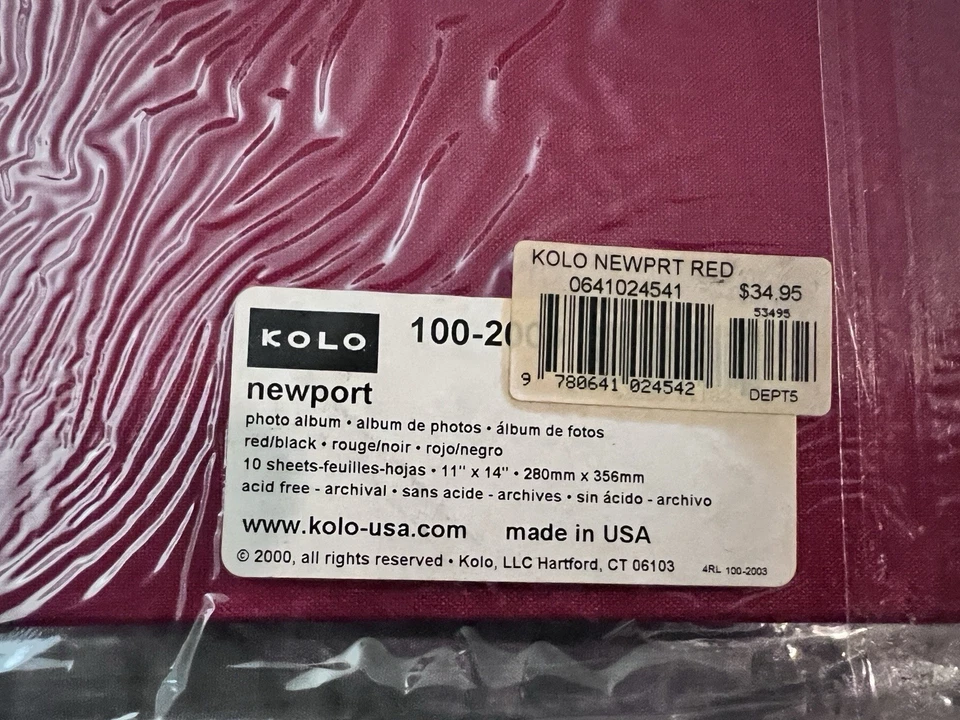 KOLO NEWPRT RED
0641024541
$34.95
53495
9 780641 024542
DEPT5
KOLO
100-20
newport
photo album • album de photos • álbum de fotos
red/black • rouge/noir • rojo/negro
10 sheets-feuilles-hojas • 11" x 14" • 280mm x 356mm
acid free - archival • sans acide - archives • sin ácido - archivo
www.kolo-usa.com made in USA
© 2000, all rights reserved • Kolo, LLC Hartford, CT 06103
4RL 100-2003